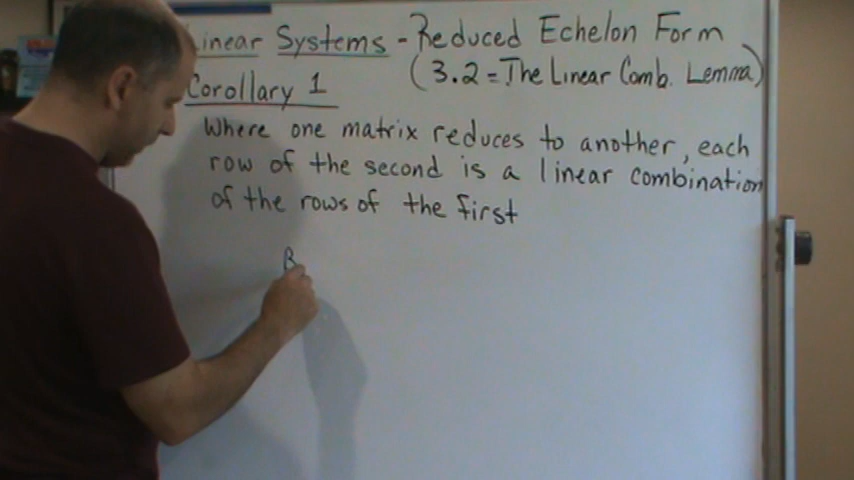 Linear Systems - Reduced Echelon Form
Corollary 1 (3.2 = The Linear Comb. Lemma)
Where one matrix reduces to another, each
row of the second is a linear combination
of the rows of the first
B